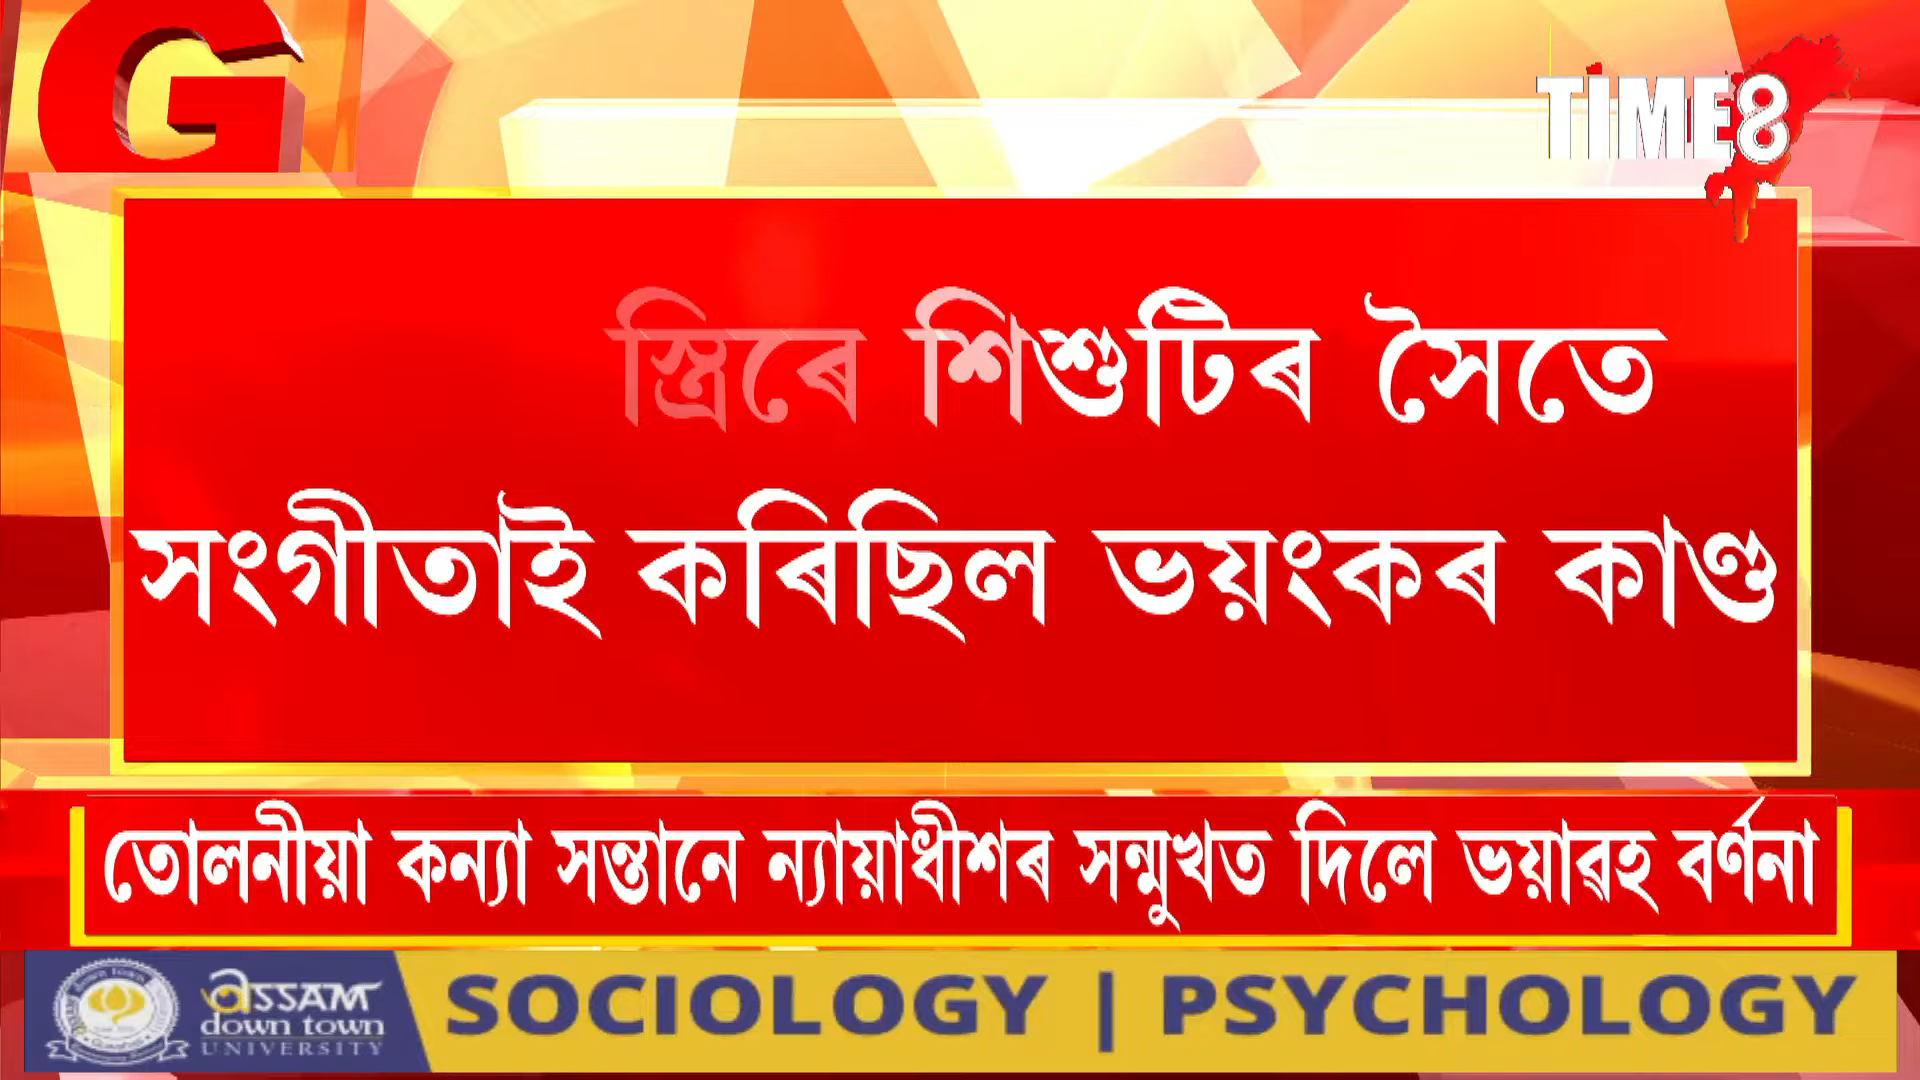 G
TIME8
স্ত্ৰিৰে শিশুটিৰ সৈতে
সংগীতাই কৰিছিল ভয়ংকৰ কাণ্ড
তোলনীয়া কন্যা সন্তানে ন্যায়াধীশৰ সন্মুখত দিলে ভয়াৱহ বৰ্ণনা
assam
down town
UNIVERSITY
SOCIOLOGY | PSYCHOLOGY